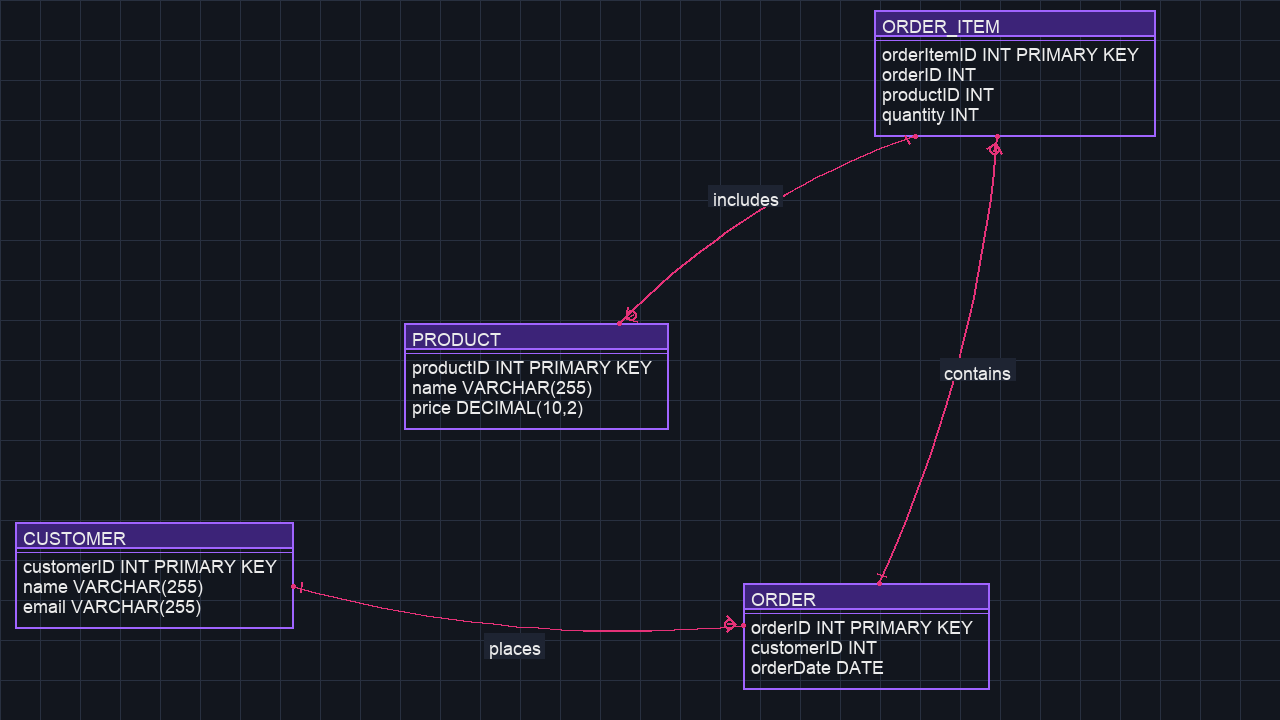 ORDER_ITEM
orderItemID INT PRIMARY KEY
orderID INT
productID INT
quantity INT
includes
PRODUCT
productID INT PRIMARY KEY
name VARCHAR(255)
price DECIMAL(10,2)
contains
CUSTOMER
customerID INT PRIMARY KEY
name VARCHAR(255)
email VARCHAR(255)
places
ORDER
orderID INT PRIMARY KEY
customerID INT
orderDate DATE